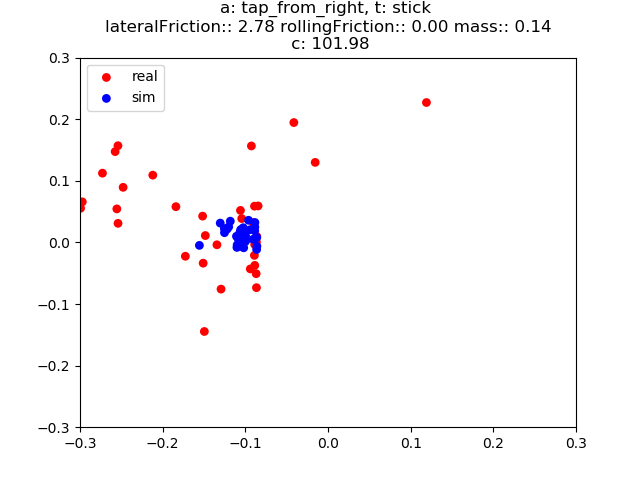 a: tap_from_right, t: stick
lateralFriction:: 2.78 rollingFriction:: 0.00 mass:: 0.14
c: 101.98
real
sim
0.3
0.2
0.1
0.0
−0.1
−0.2
−0.3
−0.3 −0.2 −0.1 0.0 0.1 0.2 0.3